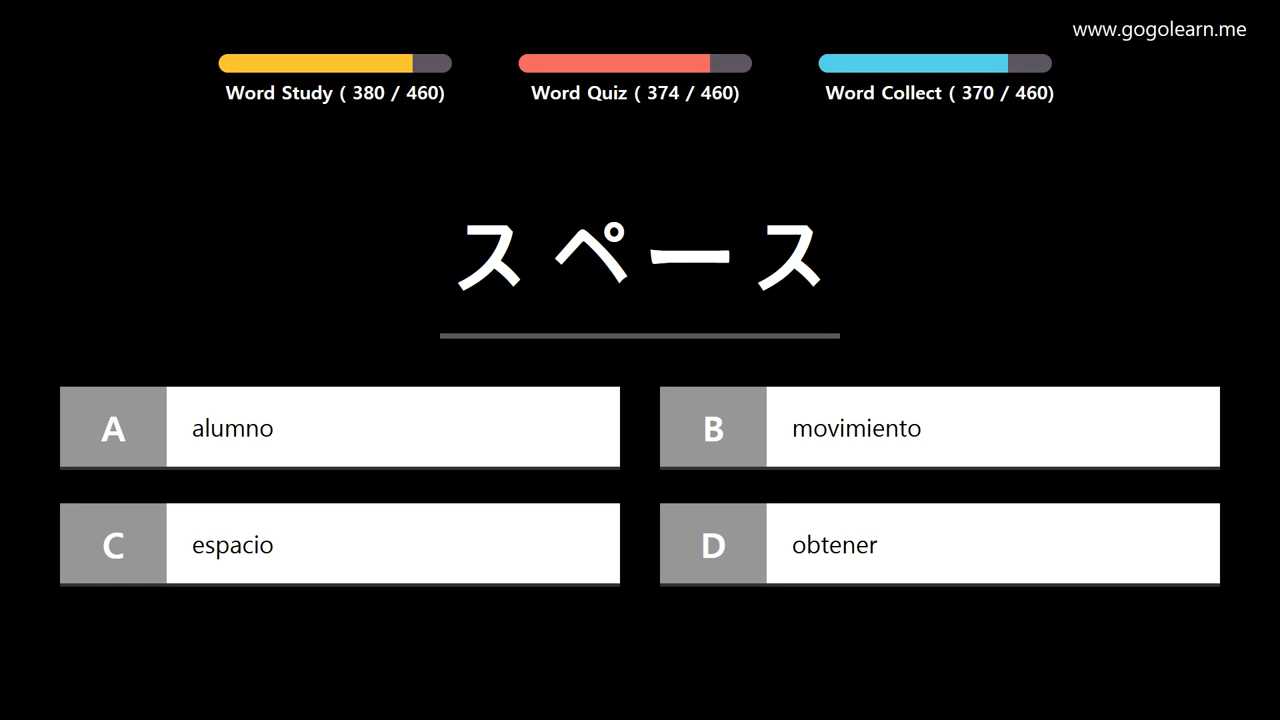 www.gogolearn.me
Word Study ( 380 / 460)
Word Quiz ( 374 / 460)
Word Collect ( 370 / 460)
スペース
A alumno
B movimiento
C espacio
D obtener